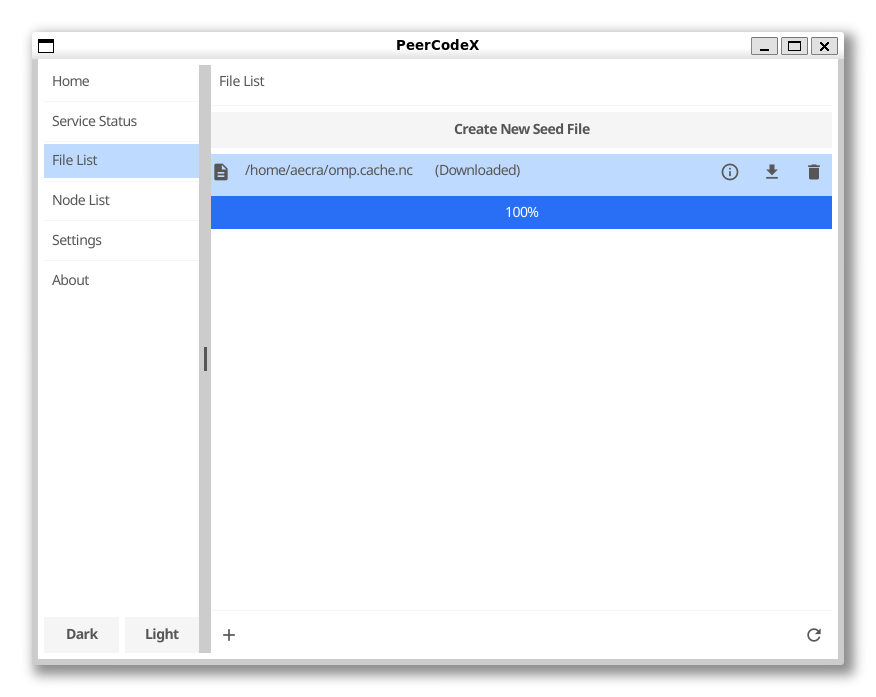 PeerCodeX
Home
Service Status
File List
Node List
Settings
About
Dark
Light
File List
Create New Seed File
/home/aecra/omp.cache.nc (Downloaded)
100%